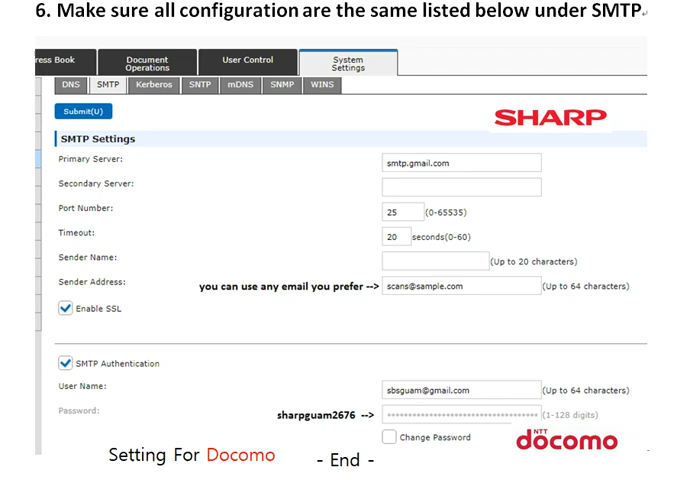 6. Make sure all configuration are the same listed below under SMTP.
ress Book
Document Operations
User Control
System Settings
DNS SMTP Kerberos SNTP mDNS SNMP WINS
Submit(U)
SHARP
SMTP Settings
Primary Server: smtp.gmail.com
Secondary Server:
Port Number: 25 (0-65535)
Timeout: 20 seconds(0-60)
Sender Name: (Up to 20 characters)
Sender Address: you can use any email you prefer --> scans@sample.com (Up to 64 characters)
Enable SSL
SMTP Authentication
User Name: sbsguam@gmail.com (Up to 64 characters)
Password: sharpguam2676 --> (1-128 digits)
Change Password
NTT
döcomo
Setting For Docomo - End -